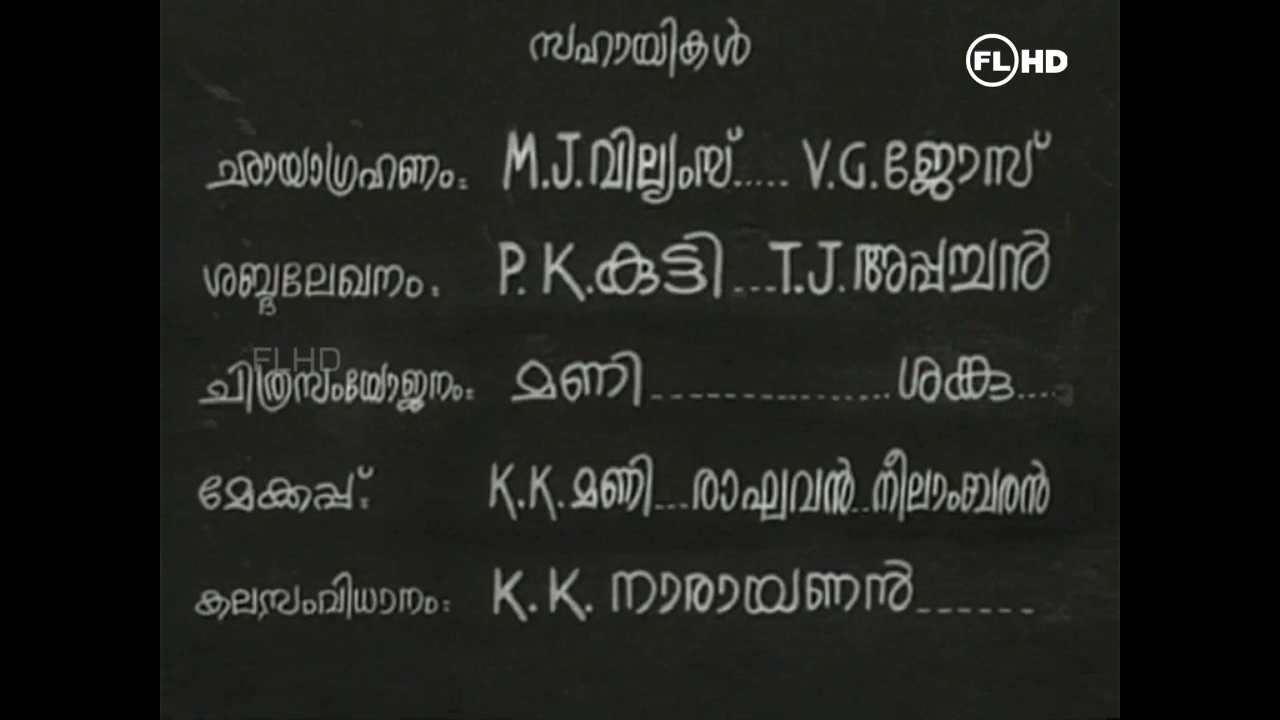 സഹായികൾ
FLHD
ഛായാഗ്രഹണം: M.J. വില്യംസ്..... V.G. ജോസ്
ശബ്ദലേഖനം: P. K. കുട്ടി....T.J. അപ്പച്ചൻ
FLHD
ചിത്രസംയോജനം: മണി..................ശങ്കു....
മേക്കപ്പ്: K.K. മണി....രാഘവൻ...നീലാംബരൻ
കലാസംവിധാനം: K. K. നാരായണൻ......